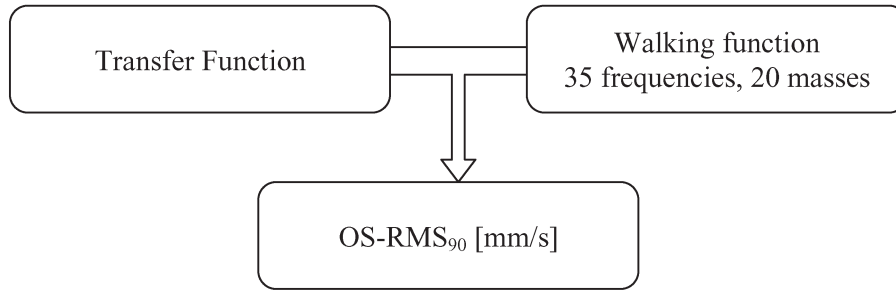 Transfer Function
Walking function
35 frequencies, 20 masses
OS-RMS₉₀ [mm/s]